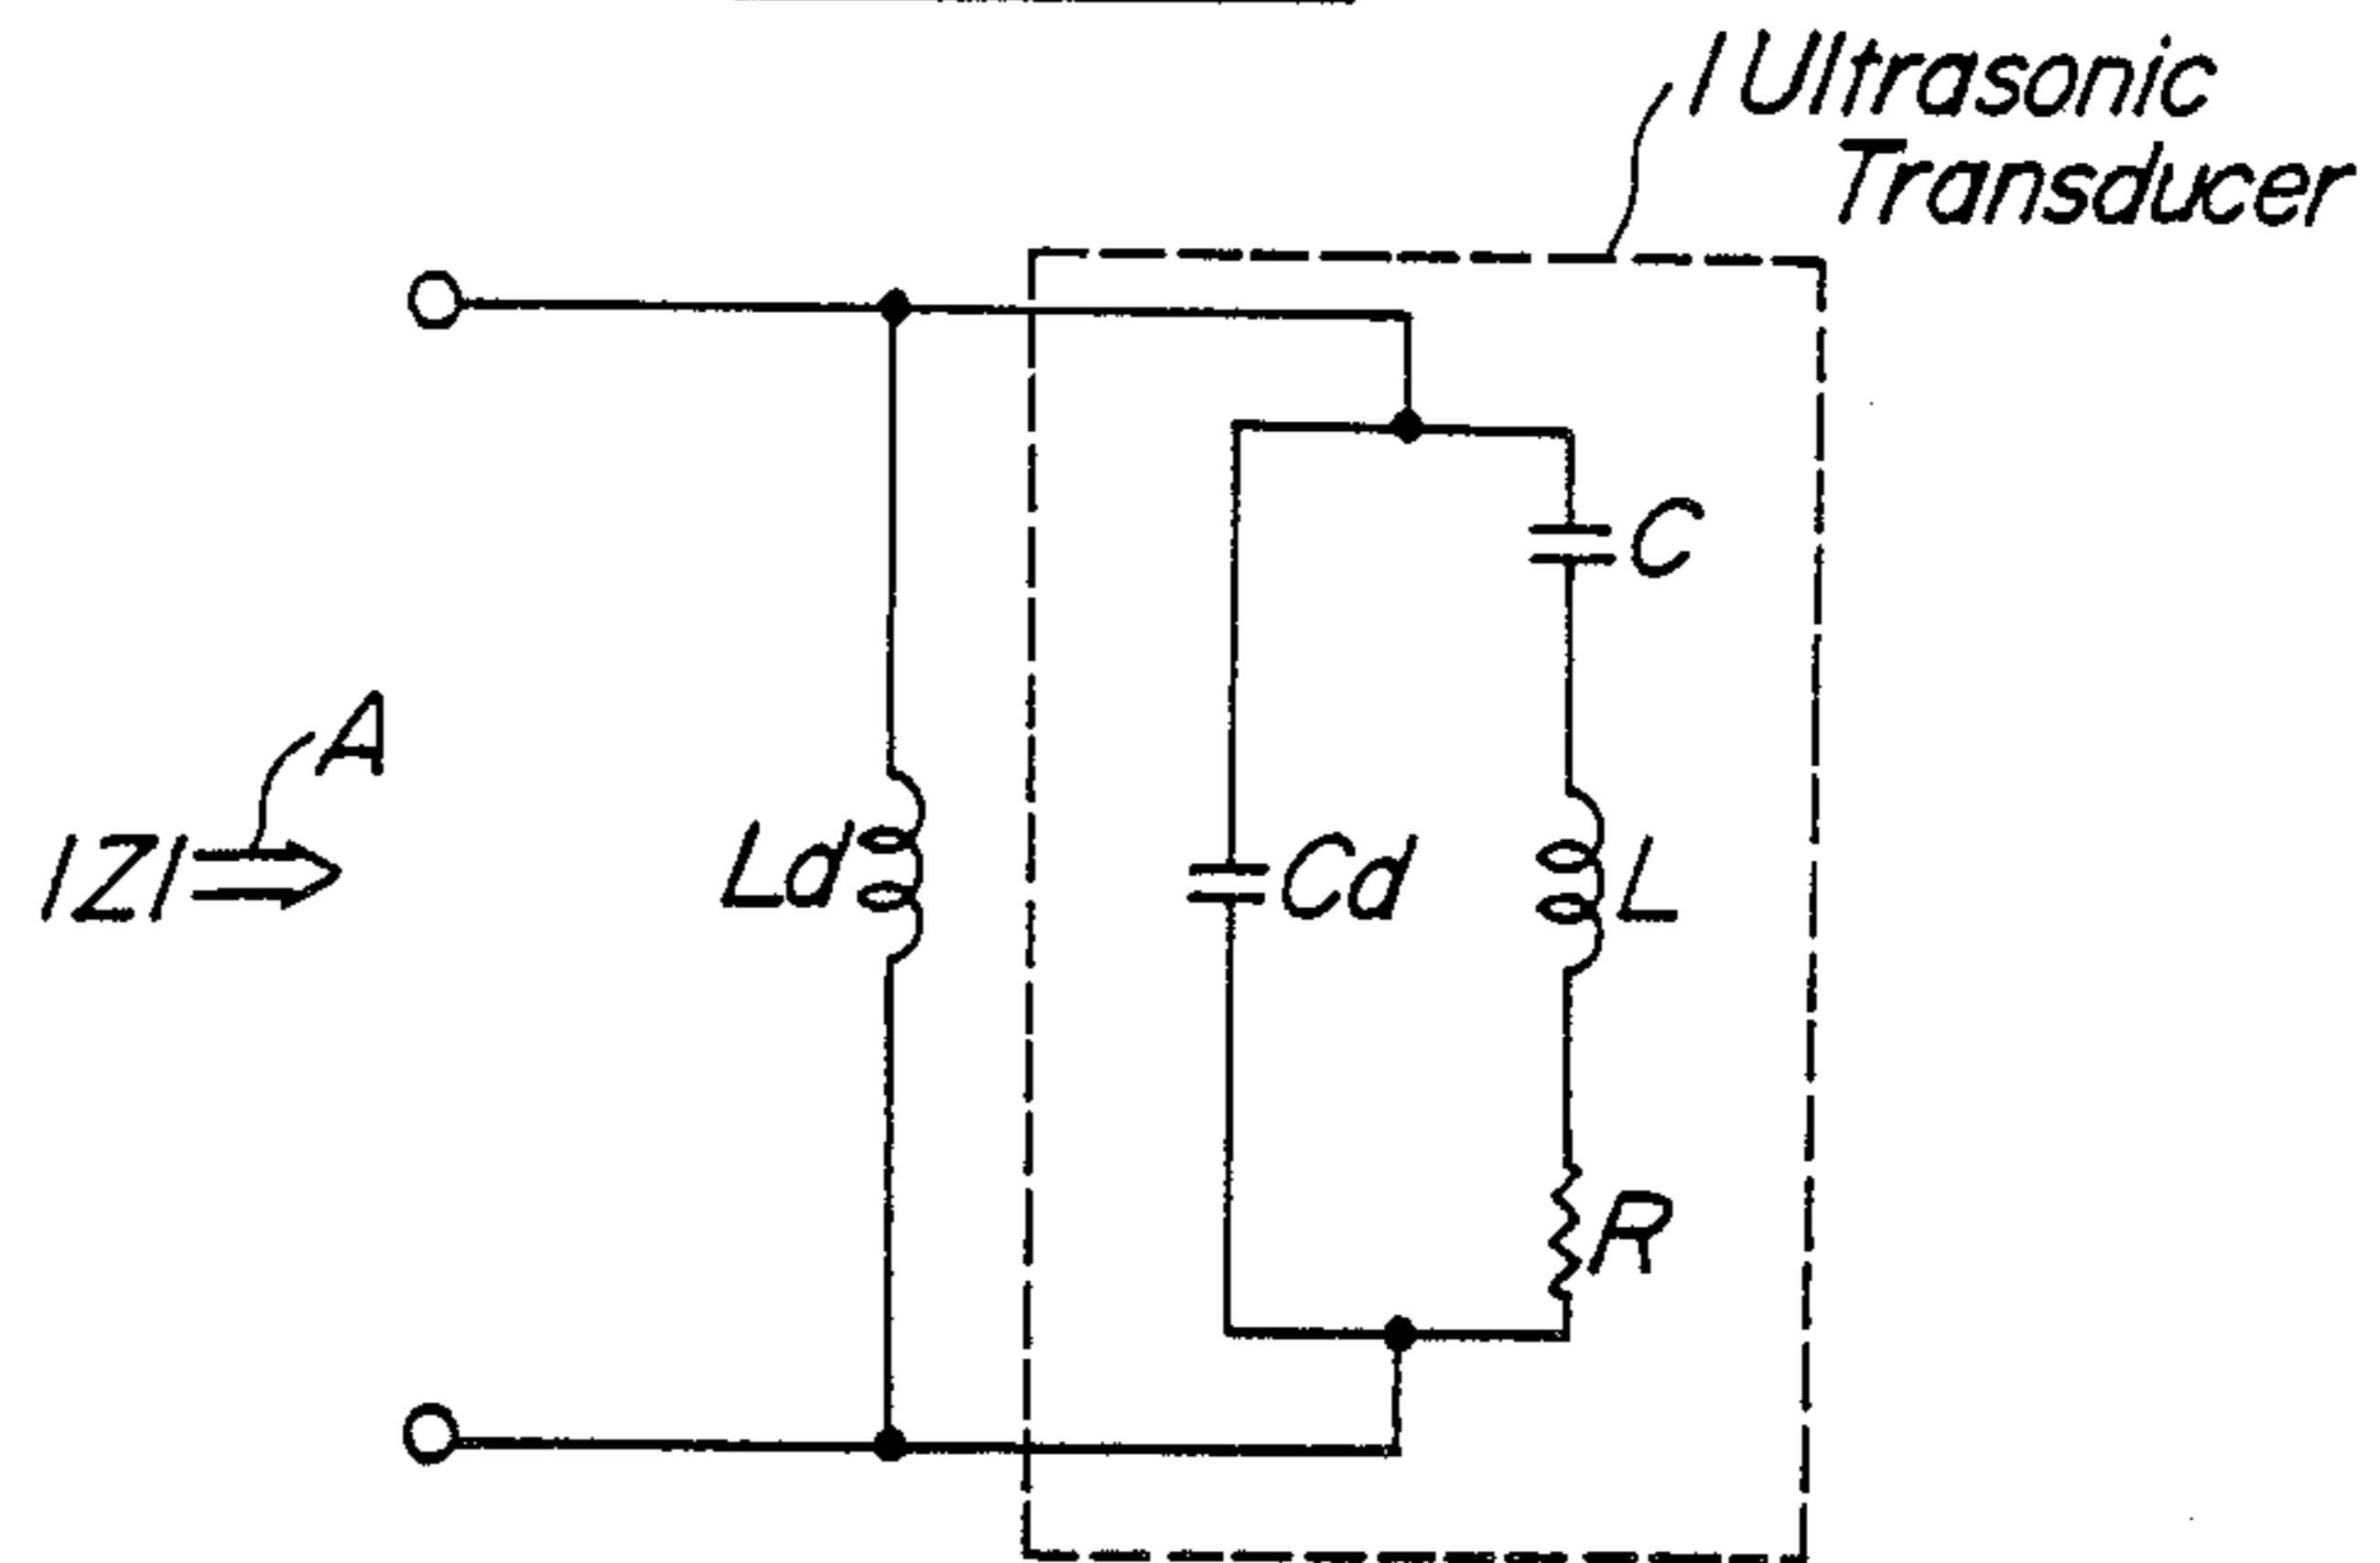 1 Ultrasonic
Transducer
C
A
|Z|
Ld
Cd
L
R